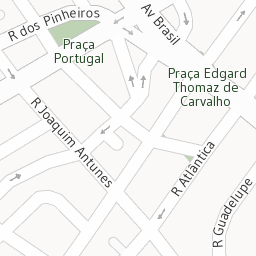 R dos Pinheiros
Av Brasil
Praça
Portugal
Praça Edgard
Thomaz de
Carvalho
R Joaquim Antunes
R Atlântica
R Guadelupe